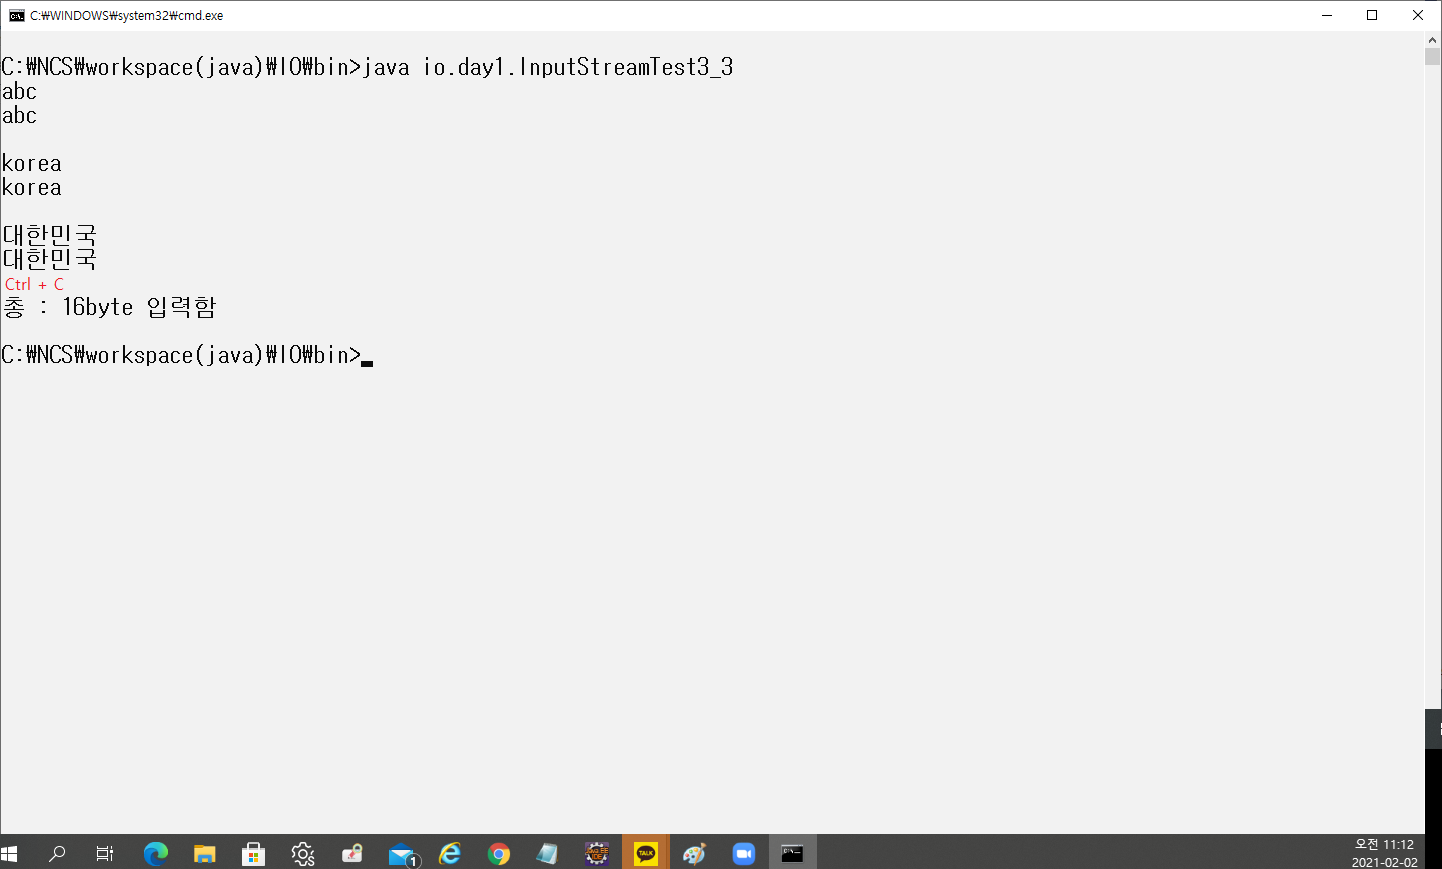 C:₩WINDOWS₩system32₩cmd.exe
C:₩NCS₩workspace(java)₩IO₩bin>java io.day1.InputStreamTest3_3
abc
abc
korea
korea
대한민국
대한민국
Ctrl + C
총 : 16byte 입력함
C:₩NCS₩workspace(java)₩IO₩bin>
TALK
1
오전 11:12
2021-02-02